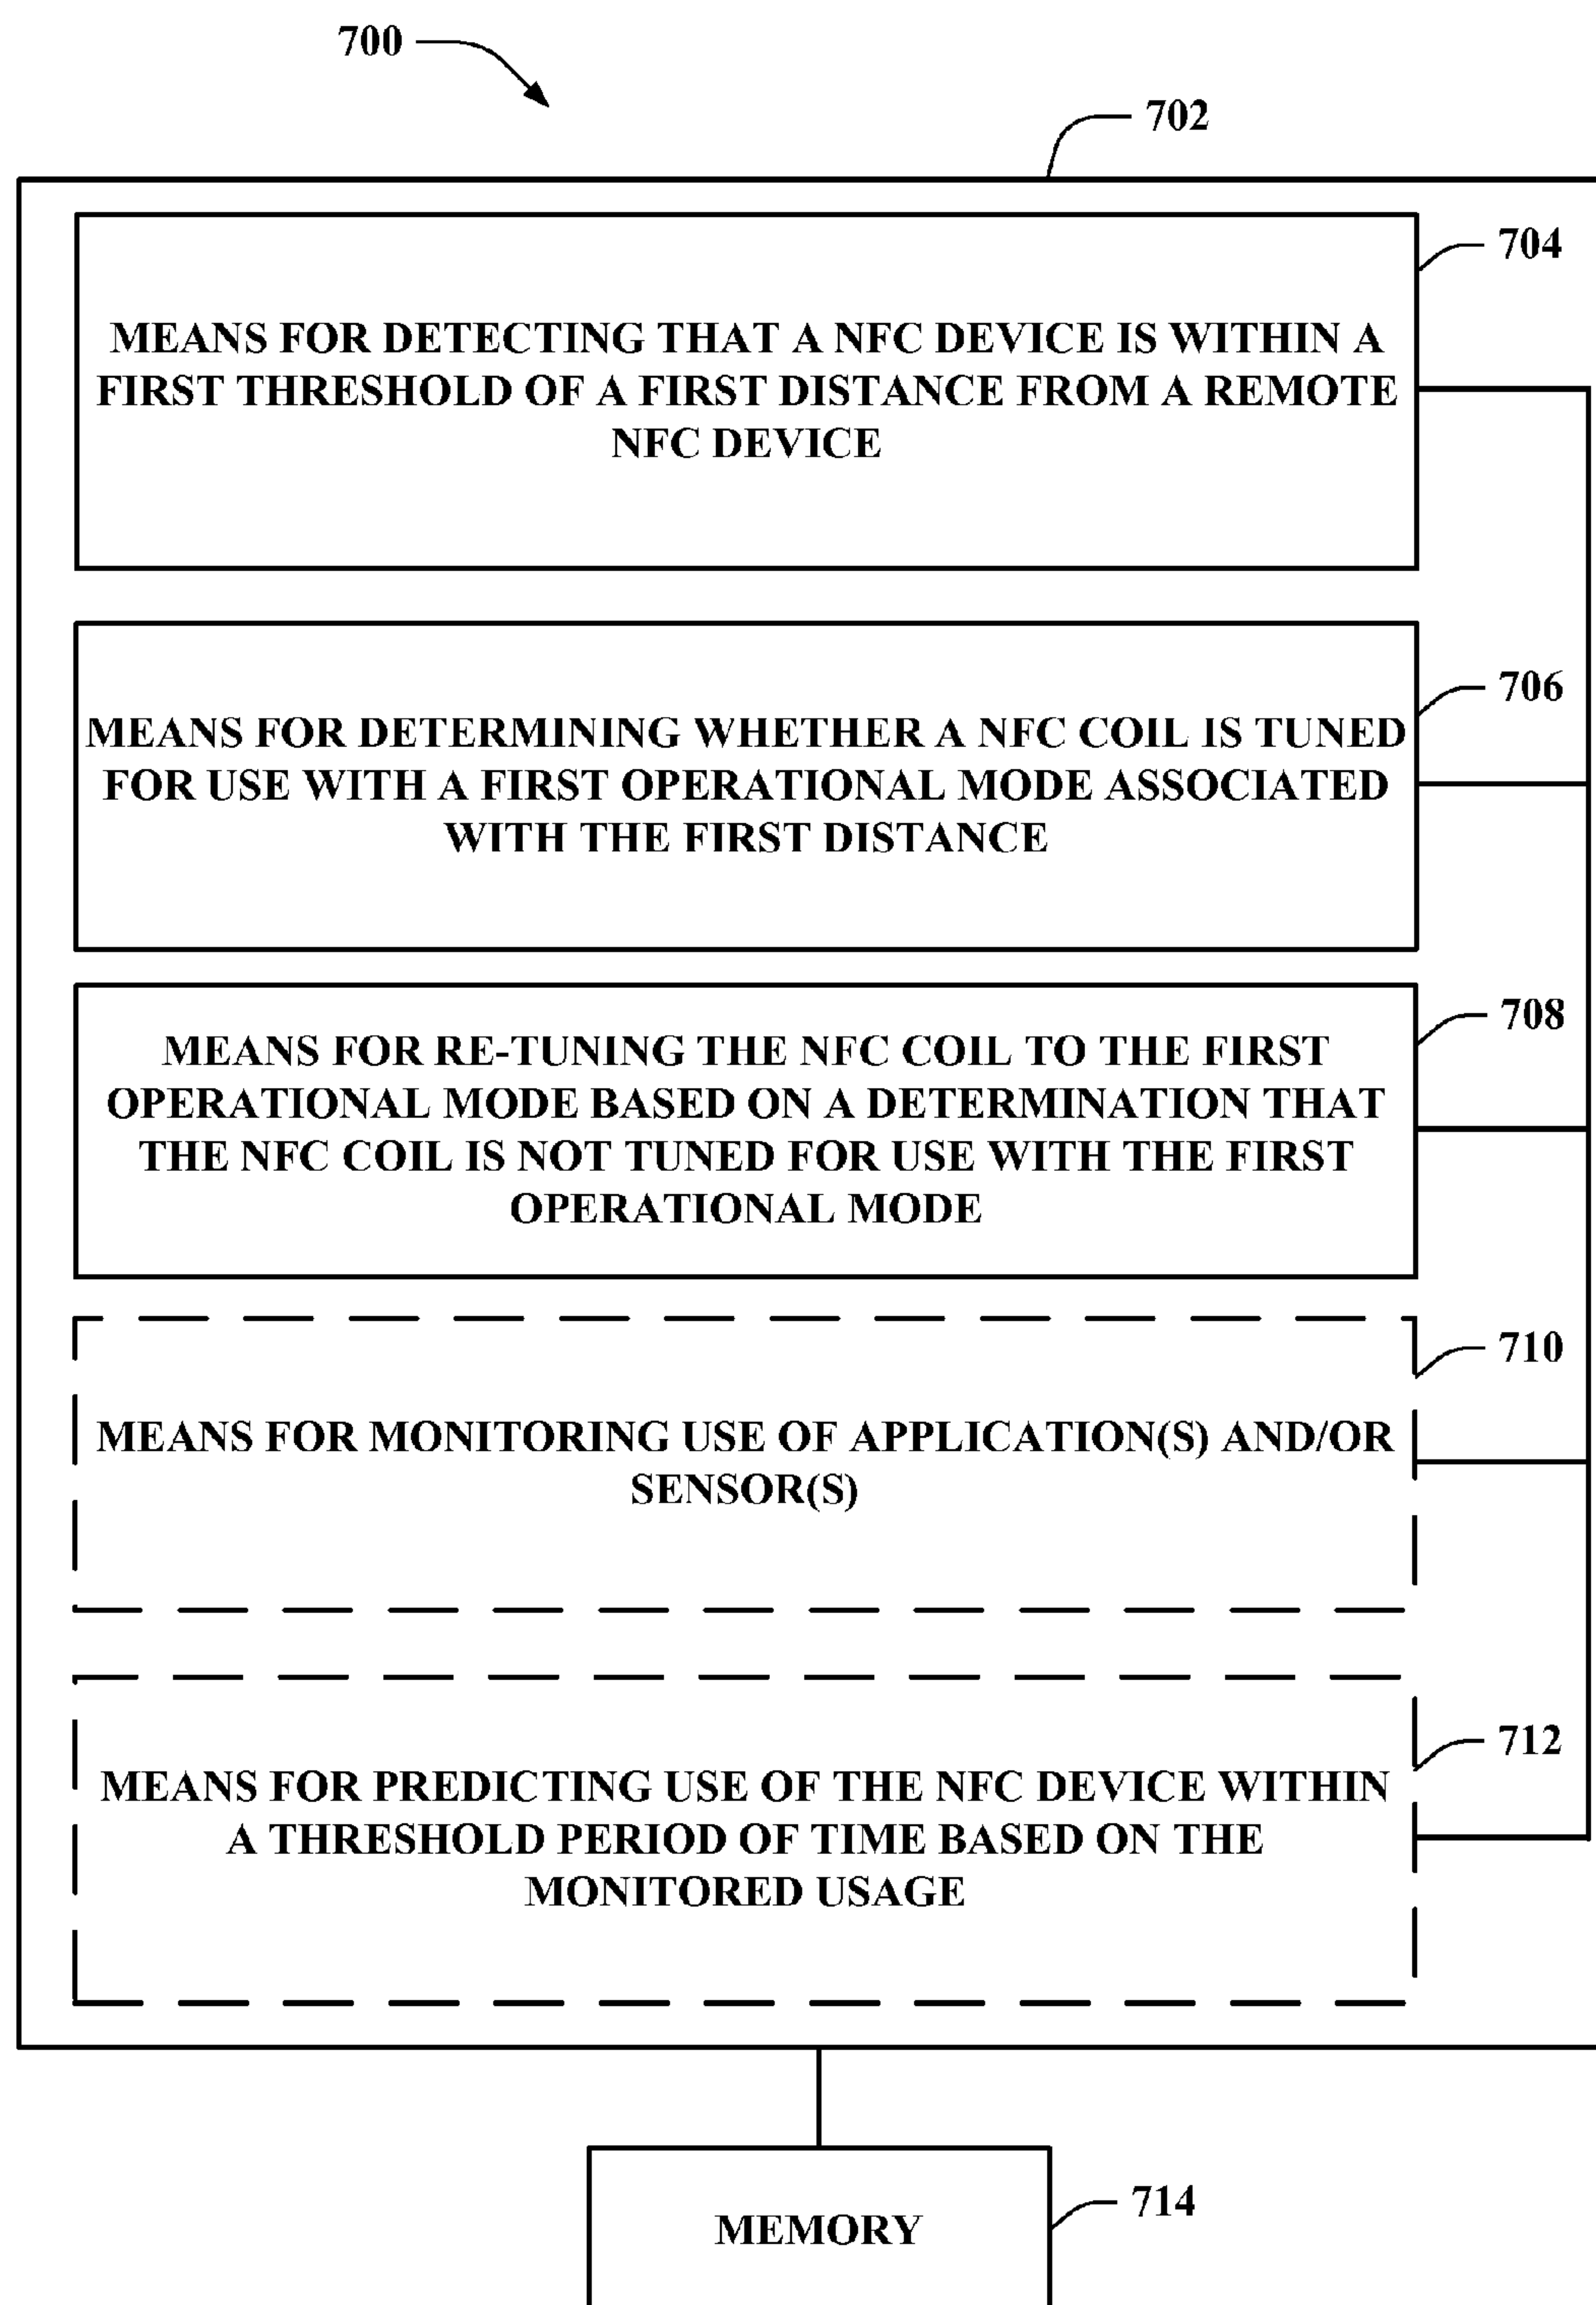 700
702
704
MEANS FOR DETECTING THAT A NFC DEVICE IS WITHIN A
FIRST THRESHOLD OF A FIRST DISTANCE FROM A REMOTE
NFC DEVICE
706
MEANS FOR DETERMINING WHETHER A NFC COIL IS TUNED
FOR USE WITH A FIRST OPERATIONAL MODE ASSOCIATED
WITH THE FIRST DISTANCE
708
MEANS FOR RE-TUNING THE NFC COIL TO THE FIRST
OPERATIONAL MODE BASED ON A DETERMINATION THAT
THE NFC COIL IS NOT TUNED FOR USE WITH THE FIRST
OPERATIONAL MODE
710
MEANS FOR MONITORING USE OF APPLICATION(S) AND/OR
SENSOR(S)
712
MEANS FOR PREDICTING USE OF THE NFC DEVICE WITHIN
A THRESHOLD PERIOD OF TIME BASED ON THE
MONITORED USAGE
714
MEMORY